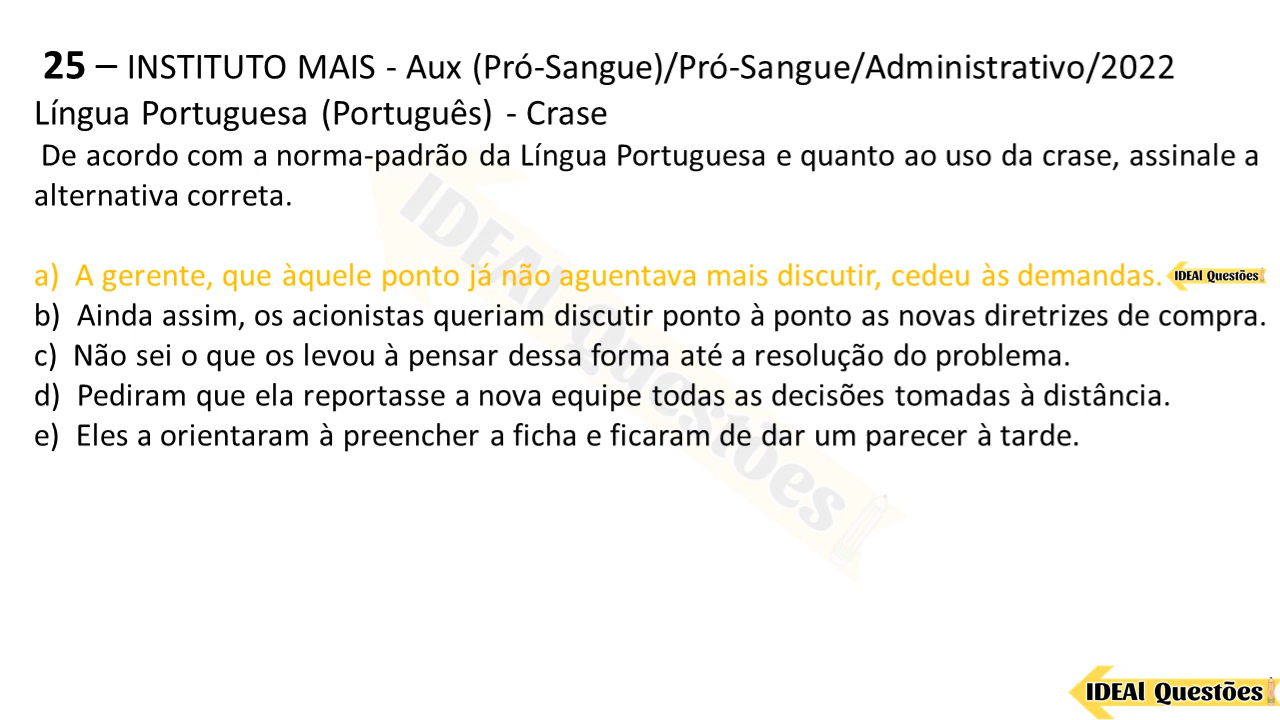 25 – INSTITUTO MAIS - Aux (Pró-Sangue)/Pró-Sangue/Administrativo/2022
Língua Portuguesa (Português) - Crase
De acordo com a norma-padrão da Língua Portuguesa e quanto ao uso da crase, assinale a
alternativa correta.
a) A gerente, que àquele ponto já não aguentava mais discutir, cedeu às demandas. IDEAl Questões
b) Ainda assim, os acionistas queriam discutir ponto à ponto as novas diretrizes de compra.
c) Não sei o que os levou à pensar dessa forma até a resolução do problema.
d) Pediram que ela reportasse a nova equipe todas as decisões tomadas à distância.
e) Eles a orientaram à preencher a ficha e ficaram de dar um parecer à tarde.
IDEAl Questões
IDEAl Questões